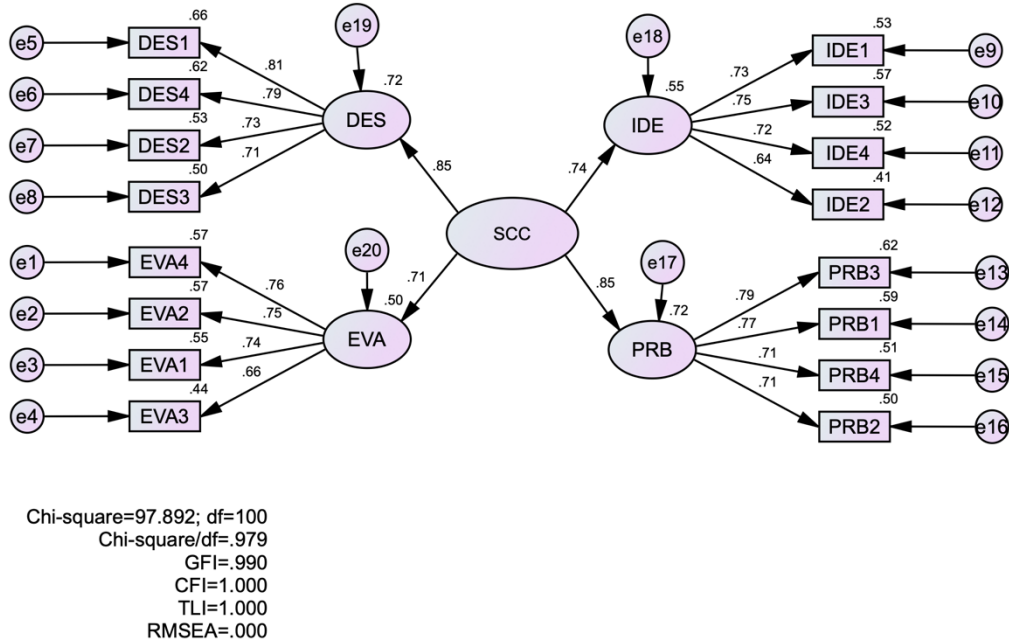 .66
e5 DES1
.62
e6 DES4
.53
e7 DES2
.50
e8 DES3
.81
.79
.73
.71
e19
.72
DES
.85
.57
e1 EVA4
.57
e2 EVA2
.55
e3 EVA1
.44
e4 EVA3
.76
.75
.74
.66
e20
.50
EVA
.71
SCC
e18
.55
IDE
.74
.73
.75
.72
.64
.53
IDE1 e9
.57
IDE3 e10
.52
IDE4 e11
.41
IDE2 e12
e17
.72
PRB
.85
.79
.77
.71
.71
.62
PRB3 e13
.59
PRB1 e14
.51
PRB4 e15
.50
PRB2 e16
Chi-square=97.892; df=100
Chi-square/df=.979
GFI=.990
CFI=1.000
TLI=1.000
RMSEA=.000